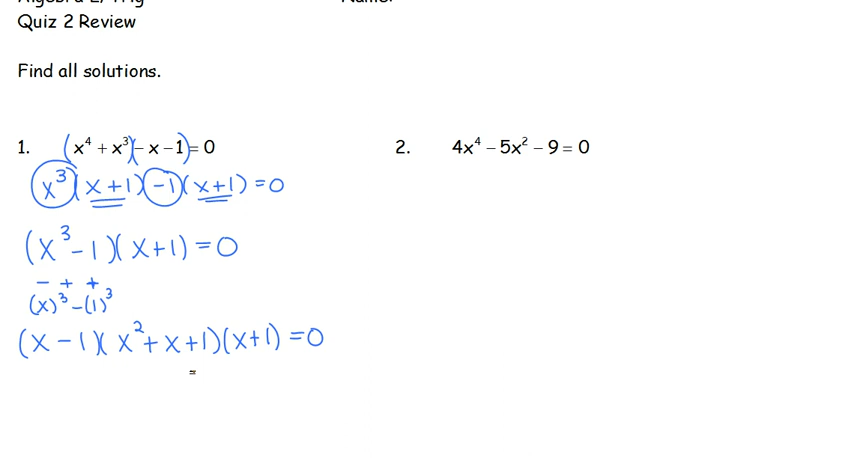 Quiz 2 Review
Find all solutions.
1. (x⁴ + x³)(− x − 1) = 0
(x³)(x+1)(−1)(x+1) = 0
(x³ − 1)(x+1) = 0
− + +
(x)³ − (1)³
(x − 1)(x² + x + 1)(x+1) = 0
=
2. 4x⁴ − 5x² − 9 = 0